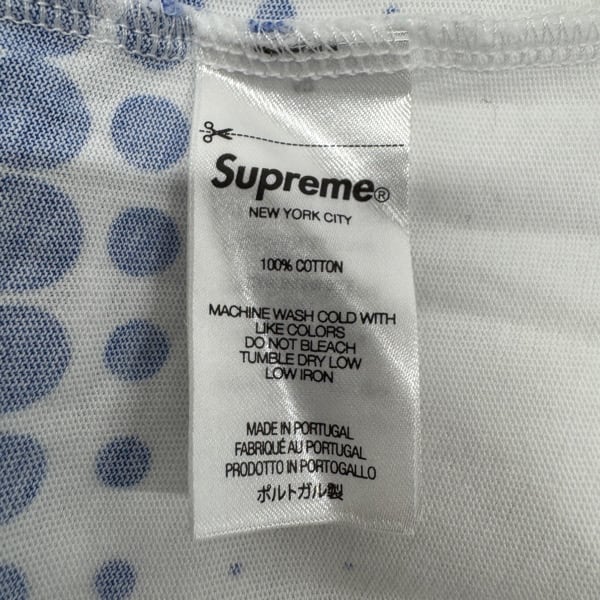 Supreme®
NEW YORK CITY
100% COTTON
MACHINE WASH COLD WITH
LIKE COLORS
DO NOT BLEACH
TUMBLE DRY LOW
LOW IRON
MADE IN PORTUGAL
FABRIQUÉ AU PORTUGAL
PRODOTTO IN PORTOGALLO
ポルトガル製